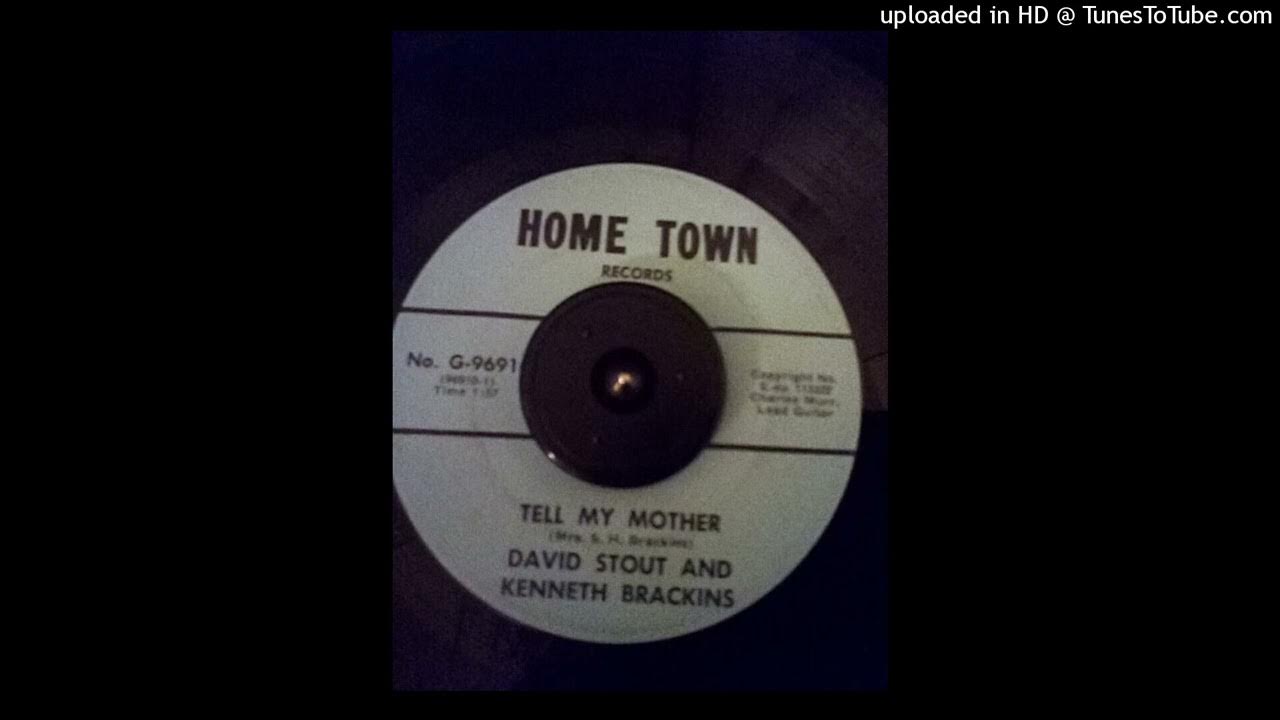 uploaded in HD @ TunesToTube.com
HOME TOWN
RECORDS
No. G-9691
Time 1:57
Copyright No.
Charles
Lead Guitar
TELL MY MOTHER
(Mrs. S. H. Brackins)
DAVID STOUT AND
KENNETH BRACKINS